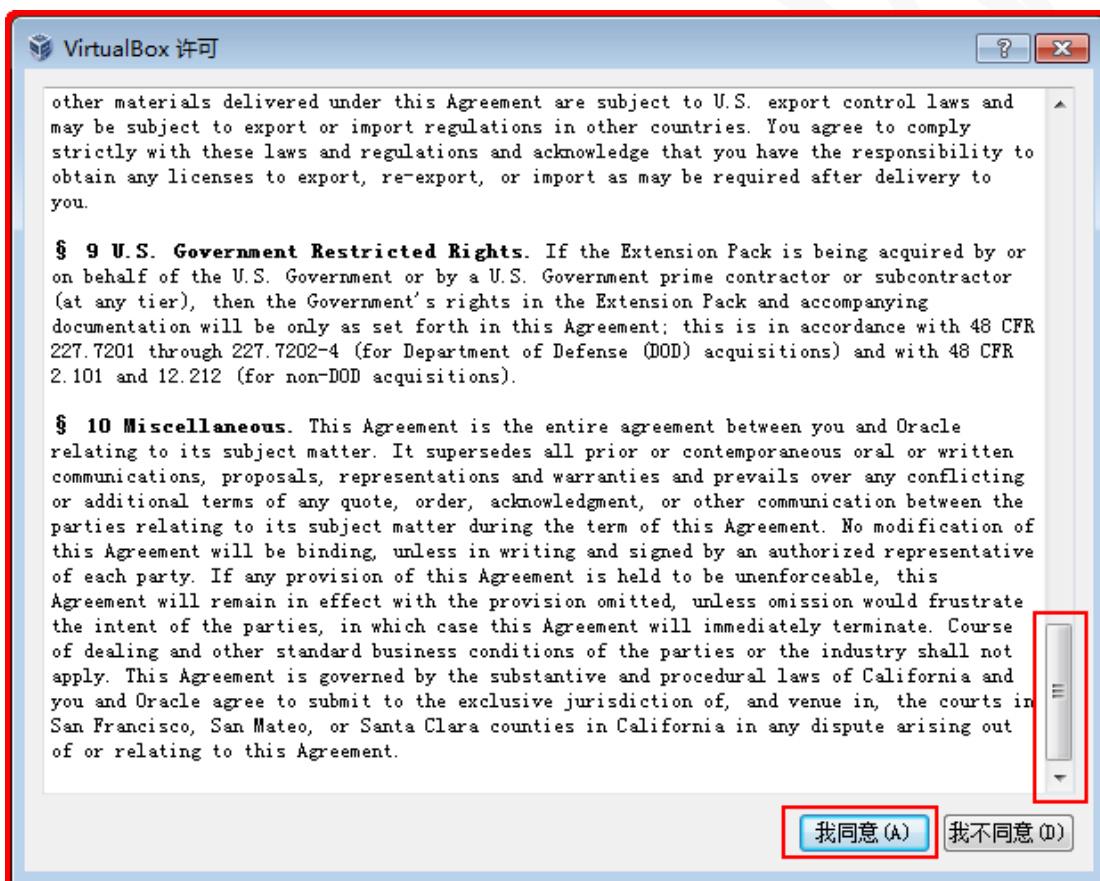 VirtualBox 许可
other materials delivered under this Agreement are subject to U.S. export control laws and
may be subject to export or import regulations in other countries. You agree to comply
strictly with these laws and regulations and acknowledge that you have the responsibility to
obtain any licenses to export, re-export, or import as may be required after delivery to
you.
§ 9 U.S. Government Restricted Rights. If the Extension Pack is being acquired by or
on behalf of the U.S. Government or by a U.S. Government prime contractor or subcontractor
(at any tier), then the Government's rights in the Extension Pack and accompanying
documentation will be only as set forth in this Agreement; this is in accordance with 48 CFR
227.7201 through 227.7202-4 (for Department of Defense (DOD) acquisitions) and with 48 CFR
2.101 and 12.212 (for non-DOD acquisitions).
§ 10 Miscellaneous. This Agreement is the entire agreement between you and Oracle
relating to its subject matter. It supersedes all prior or contemporaneous oral or written
communications, proposals, representations and warranties and prevails over any conflicting
or additional terms of any quote, order, acknowledgment, or other communication between the
parties relating to its subject matter during the term of this Agreement. No modification of
this Agreement will be binding, unless in writing and signed by an authorized representative
of each party. If any provision of this Agreement is held to be unenforceable, this
Agreement will remain in effect with the provision omitted, unless omission would frustrate
the intent of the parties, in which case this Agreement will immediately terminate. Course
of dealing and other standard business conditions of the parties or the industry shall not
apply. This Agreement is governed by the substantive and procedural laws of California and
you and Oracle agree to submit to the exclusive jurisdiction of, and venue in, the courts in
San Francisco, San Mateo, or Santa Clara counties in California in any dispute arising out
of or relating to this Agreement.
我同意(A) 我不同意(D)